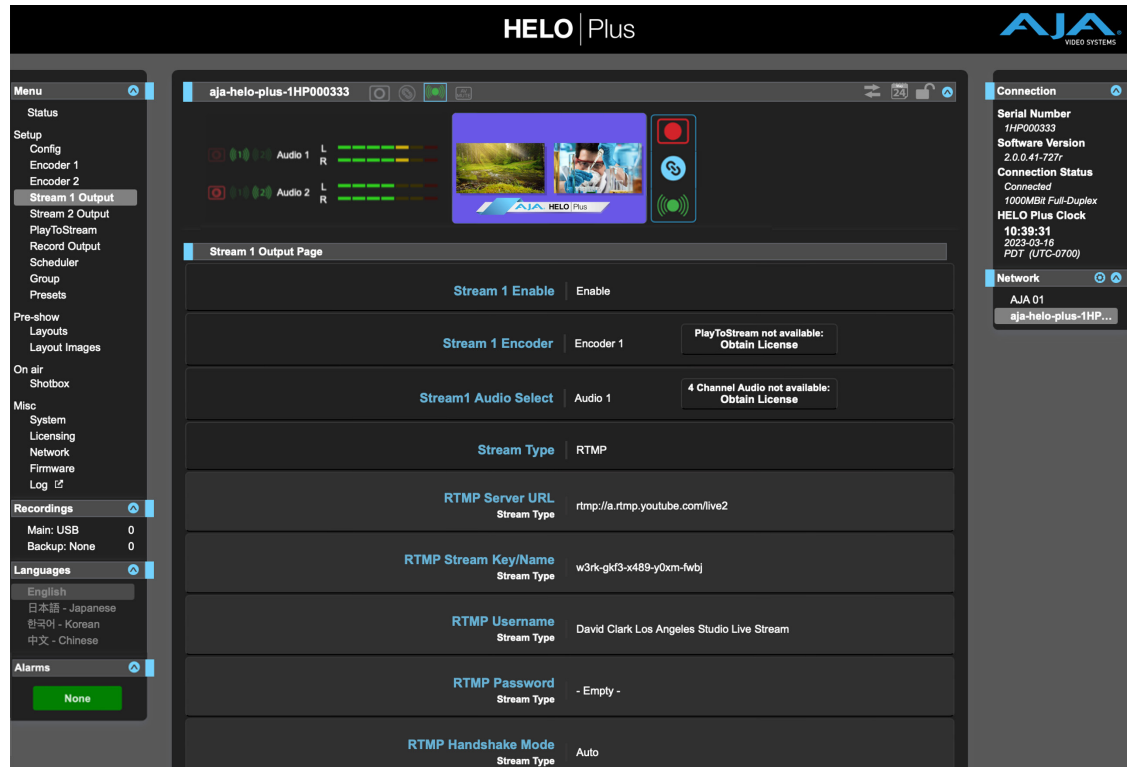 HELO Plus
AJA
VIDEO SYSTEMS
Menu
Status
Setup
Config
Encoder 1
Encoder 2
Stream 1 Output
Stream 2 Output
PlayToStream
Record Output
Scheduler
Group
Presets
Pre-show
Layouts
Layout Images
On air
Shotbox
Misc
System
Licensing
Network
Firmware
Log
Recordings
Main: USB 0
Backup: None 0
Languages
English
日本語 - Japanese
한국어 - Korean
中文 - Chinese
Alarms
None
aja-helo-plus-1HP000333
24
Audio 1 L
R
Audio 2 L
R
AJA HELO Plus
Stream 1 Output Page
Stream 1 Enable Enable
Stream 1 Encoder Encoder 1
PlayToStream not available:
Obtain License
Stream1 Audio Select Audio 1
4 Channel Audio not available:
Obtain License
Stream Type RTMP
RTMP Server URL
Stream Type
rtmp://a.rtmp.youtube.com/live2
RTMP Stream Key/Name
Stream Type
w3rk-gkf3-x489-y0xm-fwbj
RTMP Username
Stream Type
David Clark Los Angeles Studio Live Stream
RTMP Password
Stream Type
- Empty -
RTMP Handshake Mode
Stream Type
Auto
Connection
Serial Number
1HP000333
Software Version
2.0.0.41-727r
Connection Status
Connected
1000MBit Full-Duplex
HELO Plus Clock
10:39:31
2023-03-16
PDT (UTC-0700)
Network
AJA 01
aja-helo-plus-1HP...